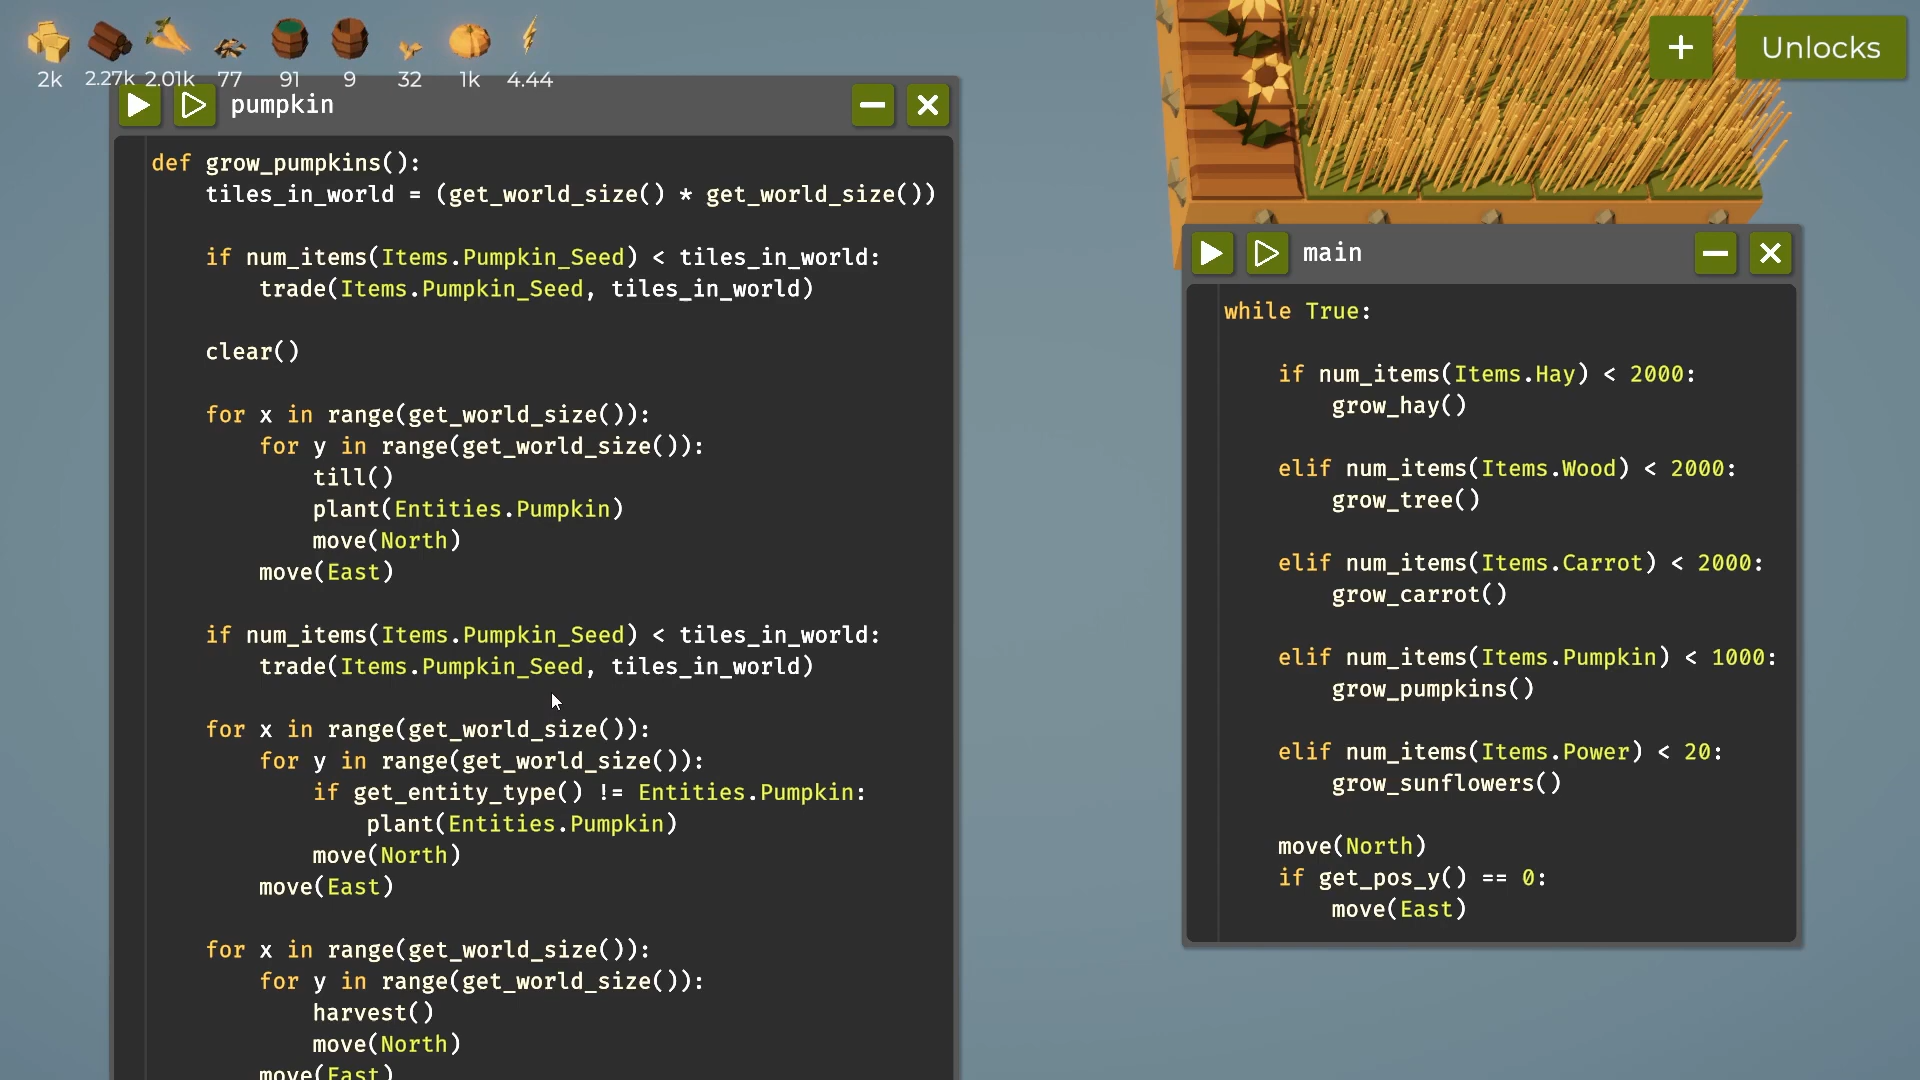 2k 2.27k 2.01k 77 91 9 32 1k 4.44
+ Unlocks
pumpkin
def grow_pumpkins():
tiles_in_world = (get_world_size() * get_world_size())
if num_items(Items.Pumpkin_Seed) < tiles_in_world:
trade(Items.Pumpkin_Seed, tiles_in_world)
clear()
for x in range(get_world_size()):
for y in range(get_world_size()):
till()
plant(Entities.Pumpkin)
move(North)
move(East)
if num_items(Items.Pumpkin_Seed) < tiles_in_world:
trade(Items.Pumpkin_Seed, tiles_in_world)
for x in range(get_world_size()):
for y in range(get_world_size()):
if get_entity_type() != Entities.Pumpkin:
plant(Entities.Pumpkin)
move(North)
move(East)
for x in range(get_world_size()):
for y in range(get_world_size()):
harvest()
move(North)
move(East)
main
while True:
if num_items(Items.Hay) < 2000:
grow_hay()
elif num_items(Items.Wood) < 2000:
grow_tree()
elif num_items(Items.Carrot) < 2000:
grow_carrot()
elif num_items(Items.Pumpkin) < 1000:
grow_pumpkins()
elif num_items(Items.Power) < 20:
grow_sunflowers()
move(North)
if get_pos_y() == 0:
move(East)